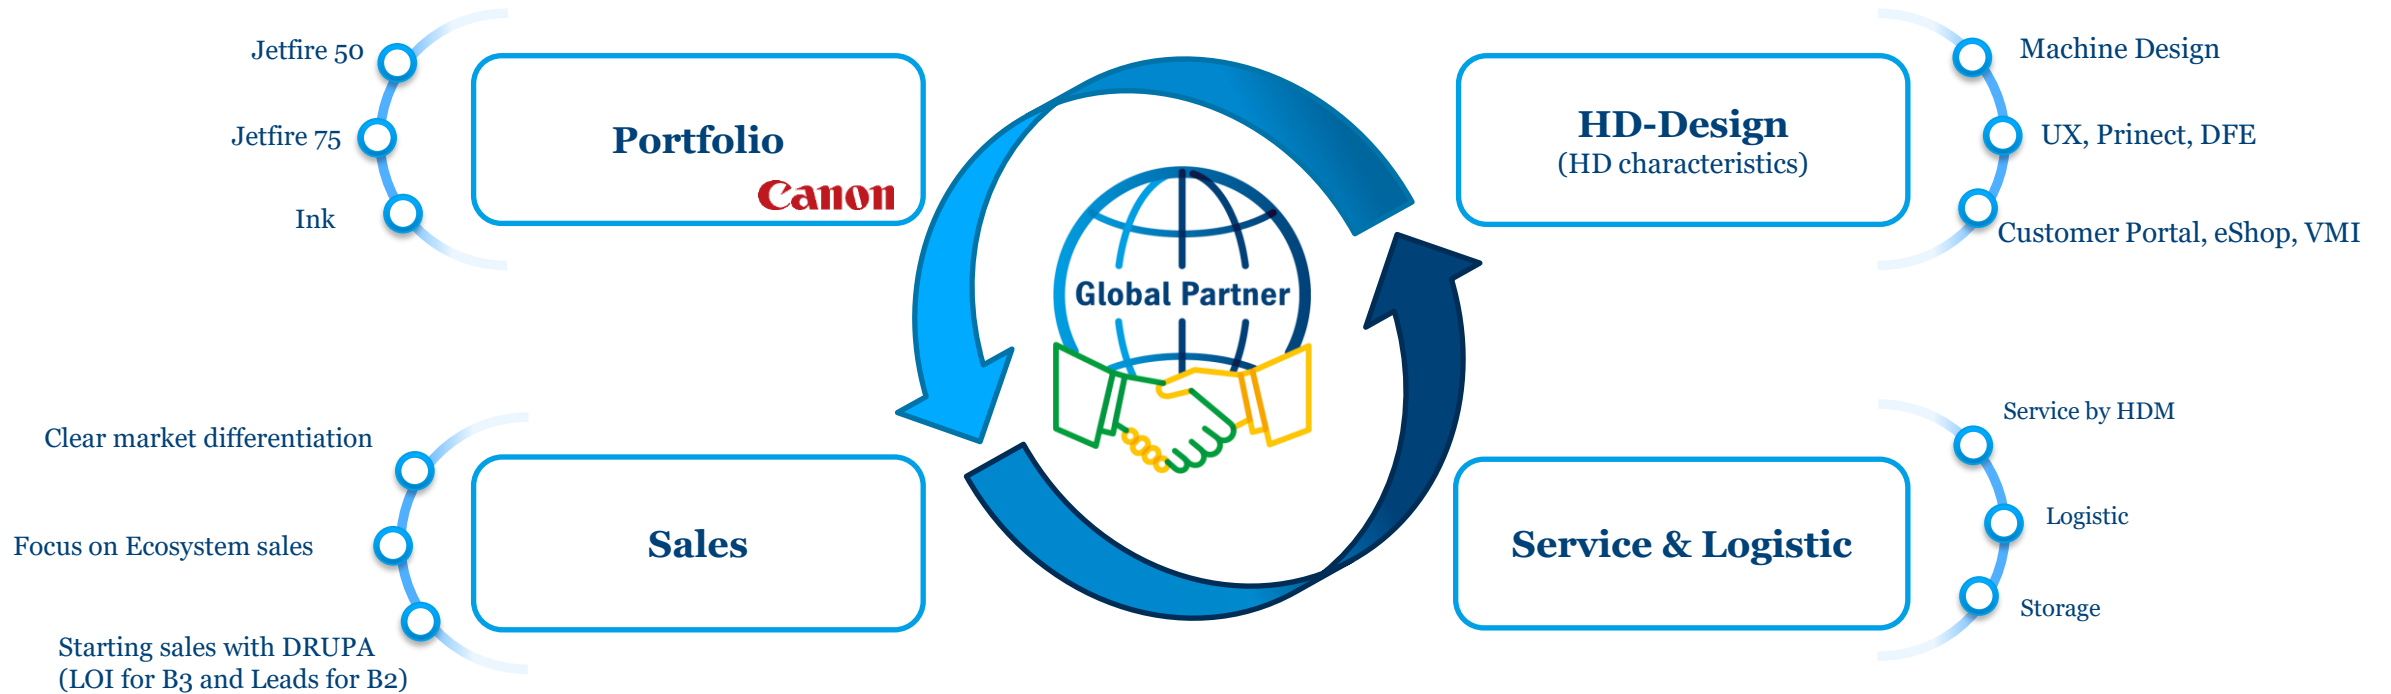 Jetfire 50
Jetfire 75
Ink
Portfolio
Canon
HD-Design
(HD characteristics)
Machine Design
UX, Prinect, DFE
Customer Portal, eShop, VMI
Global Partner
Clear market differentiation
Focus on Ecosystem sales
Starting sales with DRUPA
(LOI for B3 and Leads for B2)
Sales
Service & Logistic
Service by HDM
Logistic
Storage